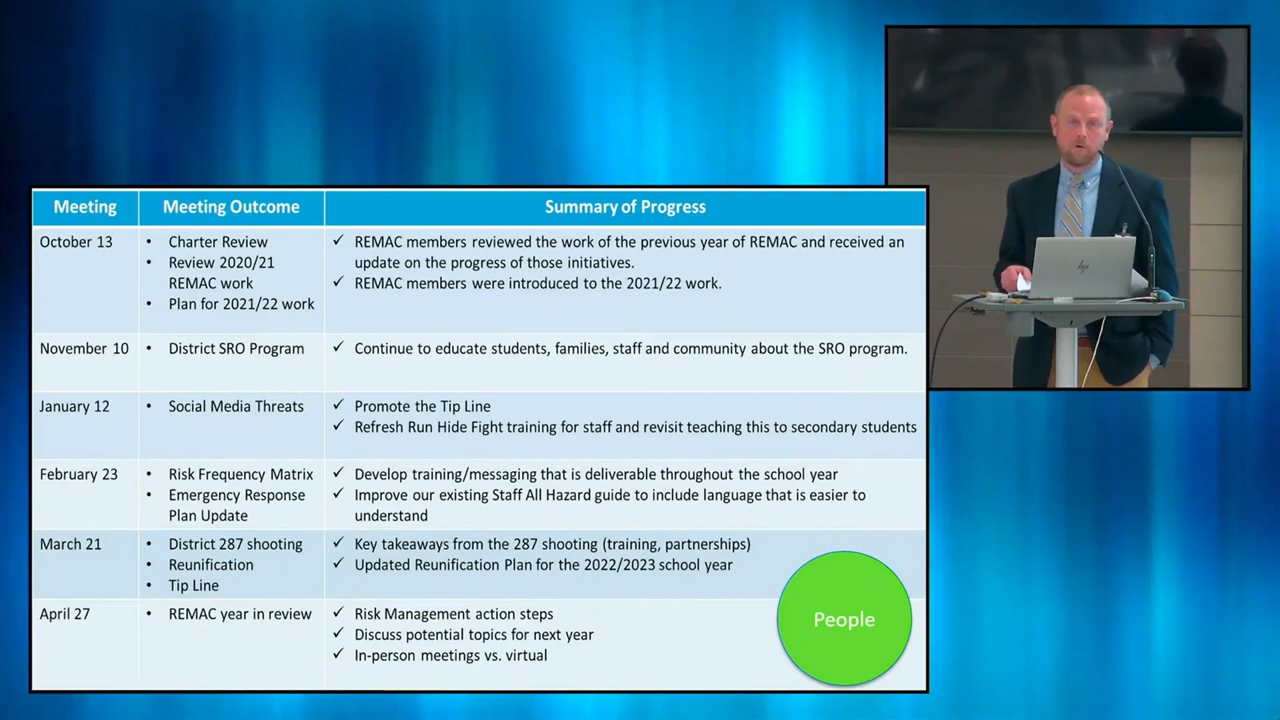 Meeting Meeting Outcome Summary of Progress
October 13
• Charter Review
• Review 2020/21
REMAC work
• Plan for 2021/22 work
✓ REMAC members reviewed the work of the previous year of REMAC and received an
update on the progress of those initiatives.
✓ REMAC members were introduced to the 2021/22 work.
November 10
• District SRO Program
✓ Continue to educate students, families, staff and community about the SRO program.
January 12
• Social Media Threats
✓ Promote the Tip Line
✓ Refresh Run Hide Fight training for staff and revisit teaching this to secondary students
February 23
• Risk Frequency Matrix
• Emergency Response
Plan Update
✓ Develop training/messaging that is deliverable throughout the school year
✓ Improve our existing Staff All Hazard guide to include language that is easier to
understand
March 21
• District 287 shooting
• Reunification
• Tip Line
✓ Key takeaways from the 287 shooting (training, partnerships)
✓ Updated Reunification Plan for the 2022/2023 school year
April 27
• REMAC year in review
✓ Risk Management action steps
✓ Discuss potential topics for next year
✓ In-person meetings vs. virtual
People
hp